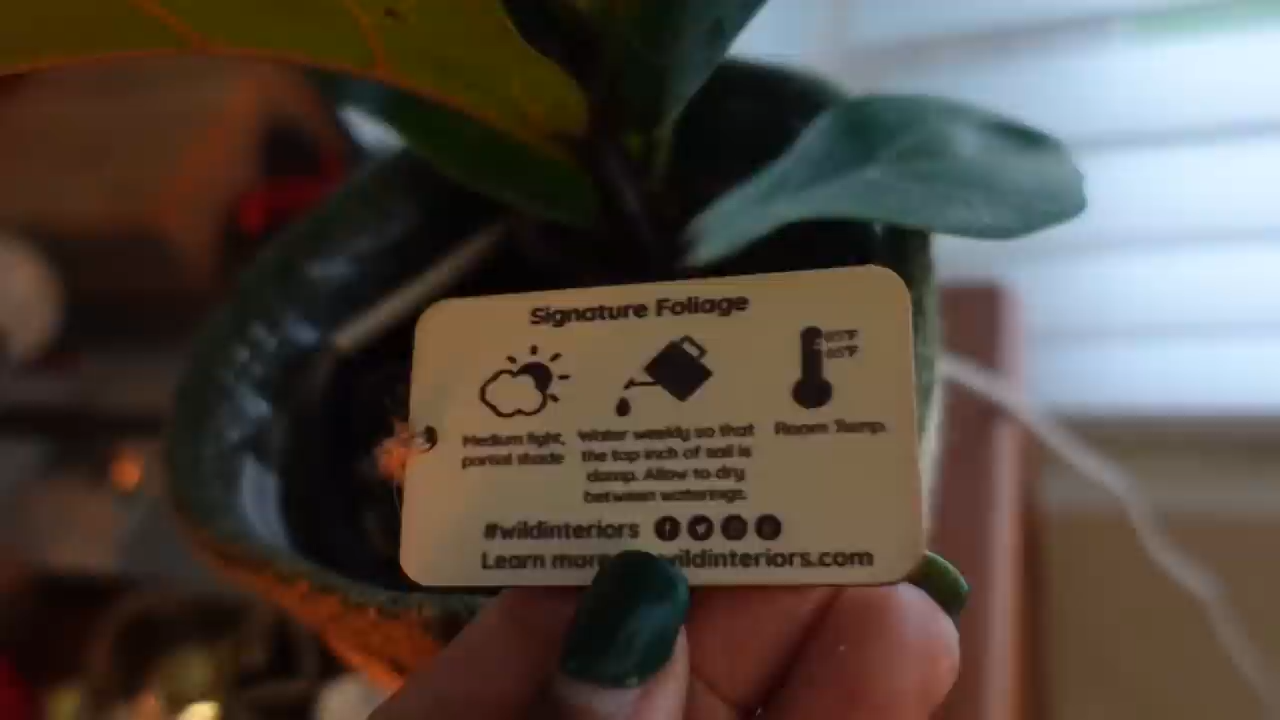 Signature Foliage
Medium light,
partial shade
Water weekly so that
the top inch of soil is
damp. Allow to dry
between waterings.
Room Temp.
#wildinteriors
Learn more wildinteriors.com